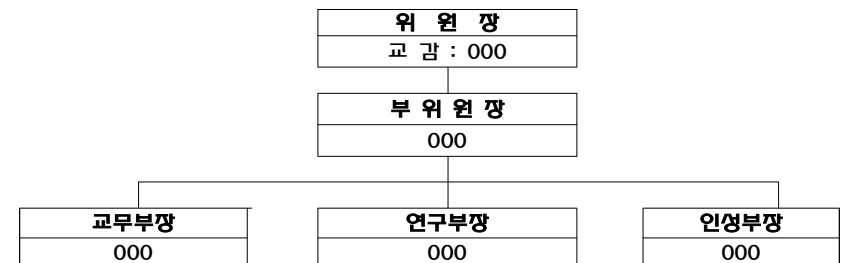 위 원 장
교 감 : 000
부 위 원 장
000
교무부장 연구부장 인성부장
000 000 000